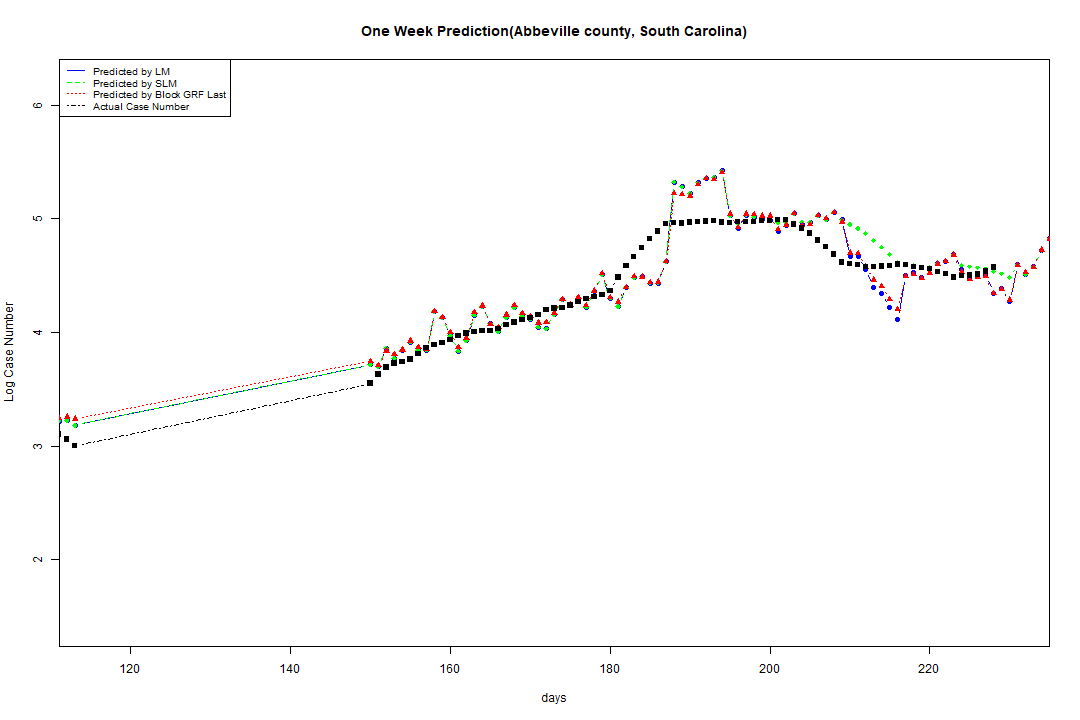 One Week Prediction(Abbeville county, South Carolina)
Predicted by LM
Predicted by SLM
Predicted by Block GRF Last
Actual Case Number
Log Case Number
6
5
4
3
2
120 140 160 180 200 220
days